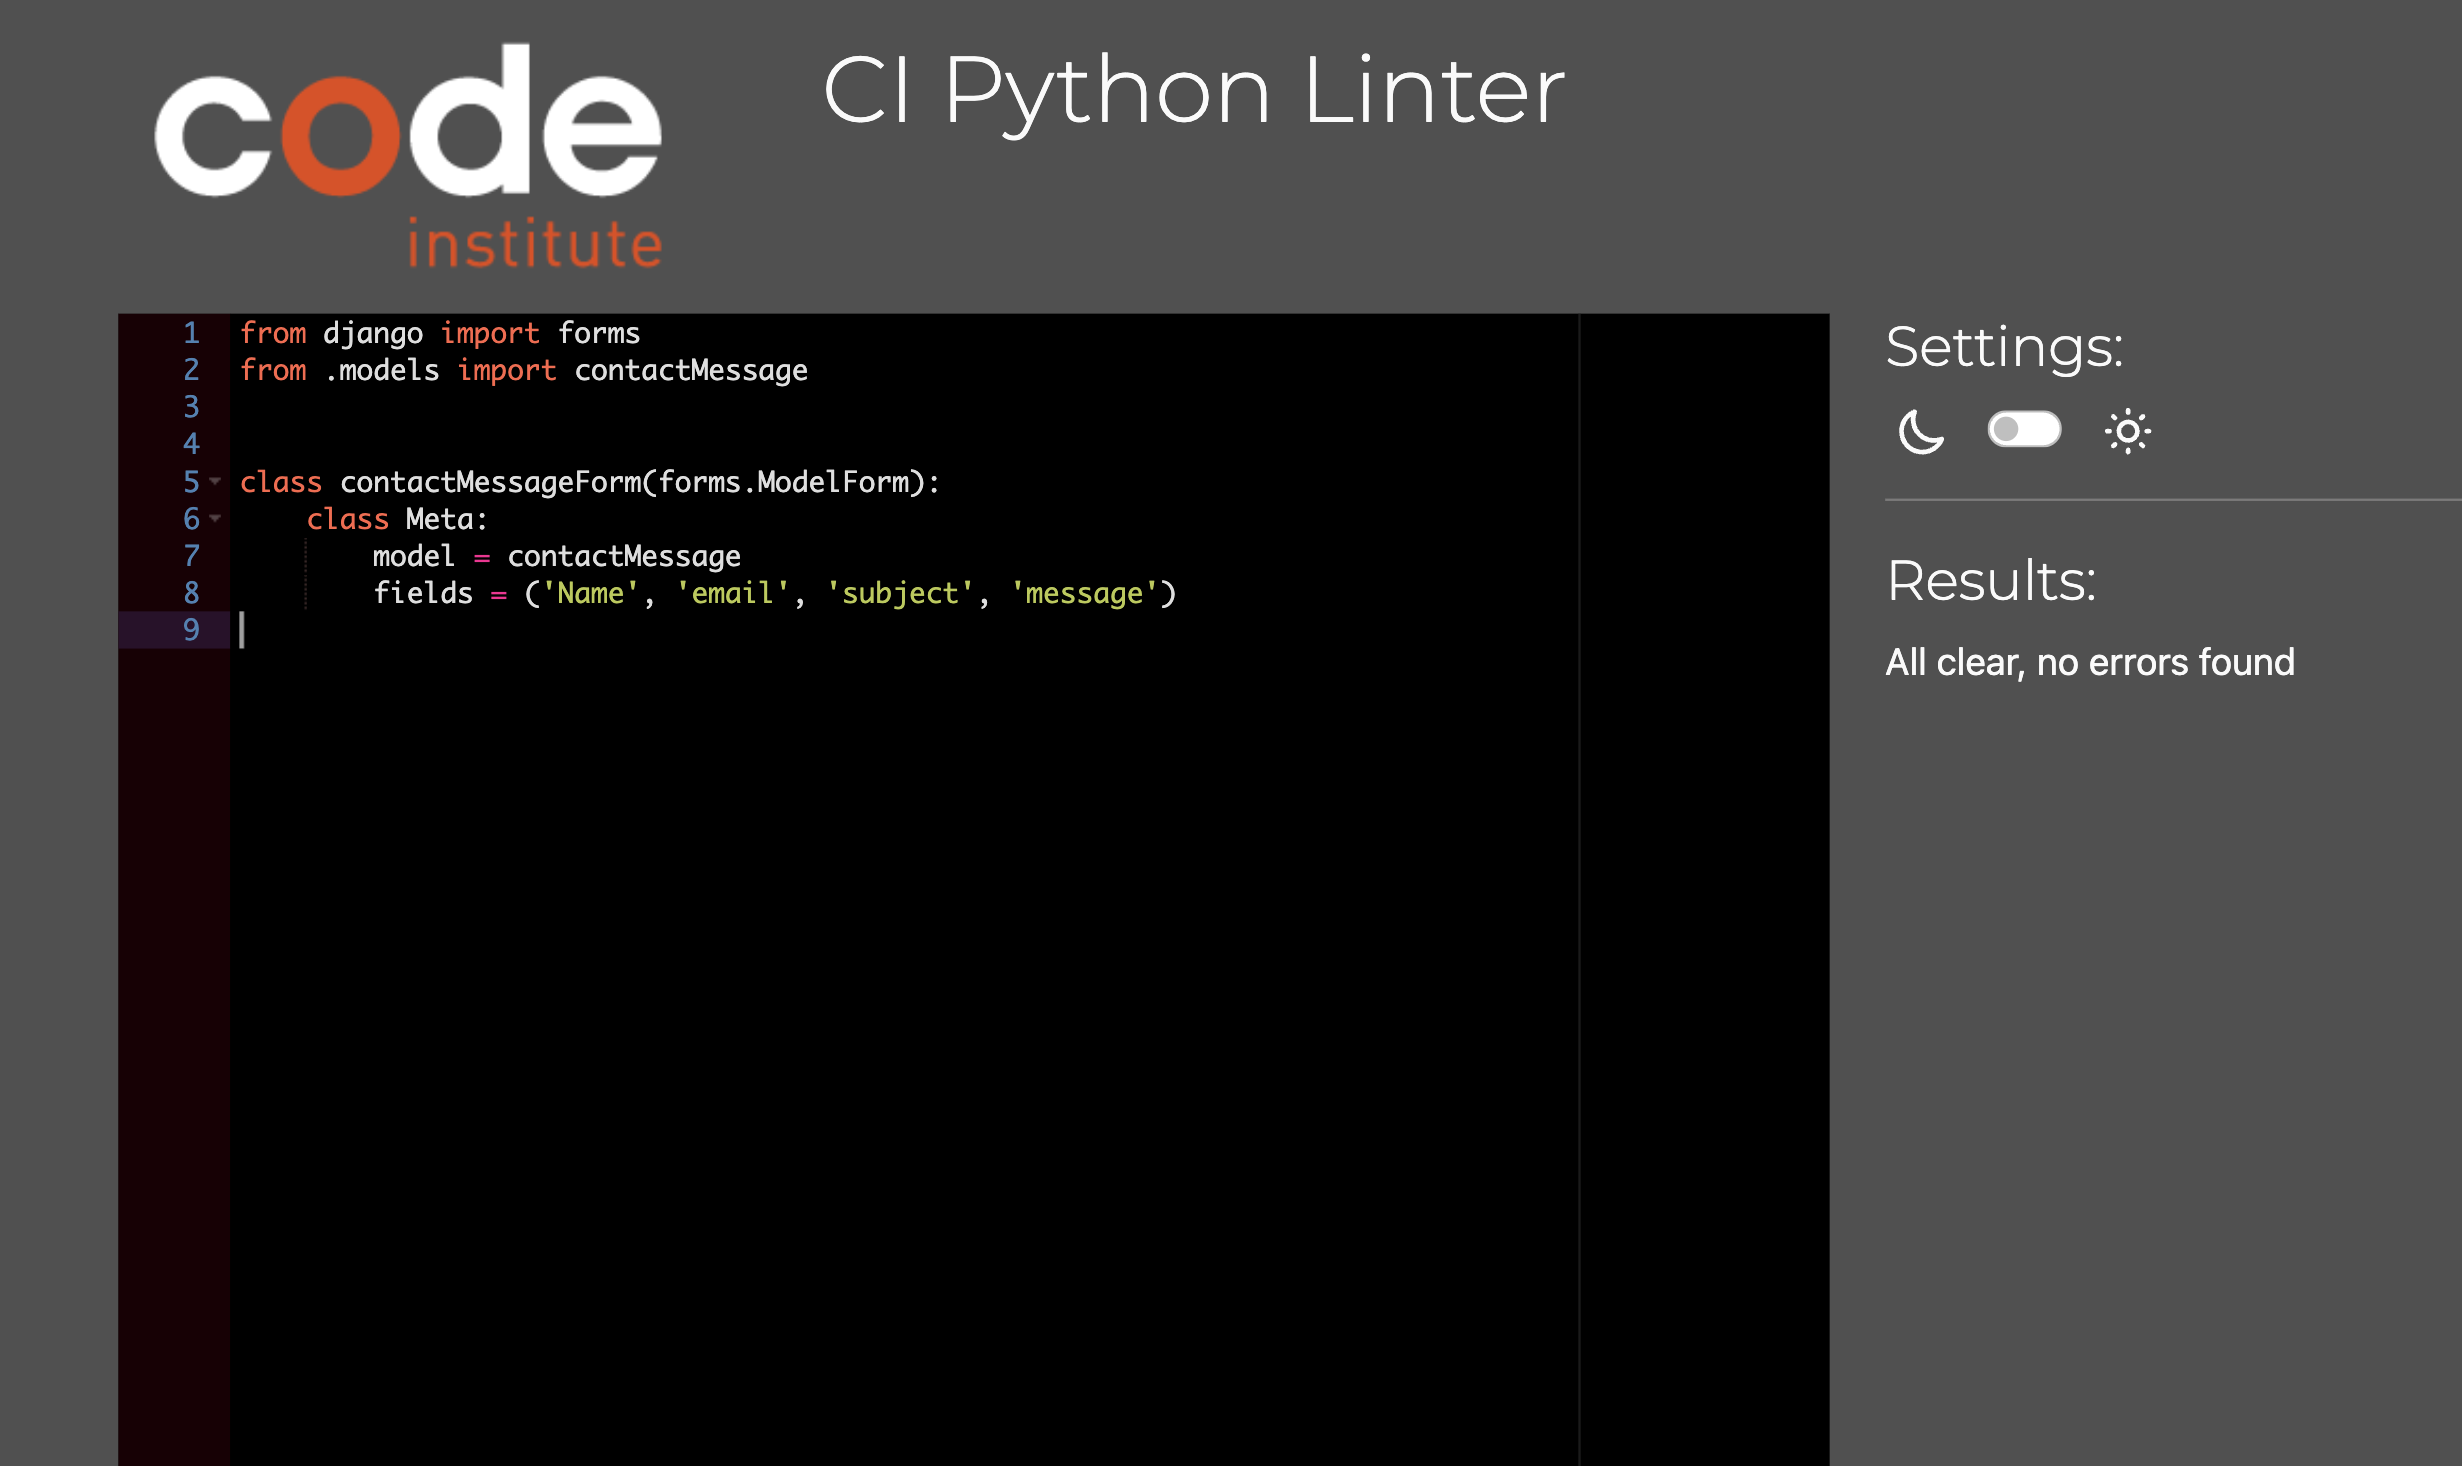 code
institute
CI Python Linter
1 from django import forms
2 from .models import contactMessage
3
4
5 class contactMessageForm(forms.ModelForm):
6     class Meta:
7         model = contactMessage
8         fields = ('Name', 'email', 'subject', 'message')
9
Settings:
Results:
All clear, no errors found